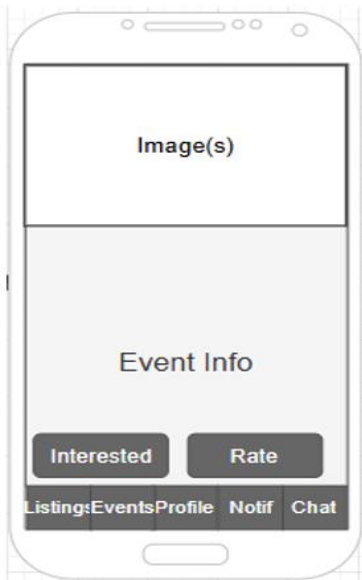 Image(s)
Event Info
Interested Rate
Listings Events Profile Notif Chat